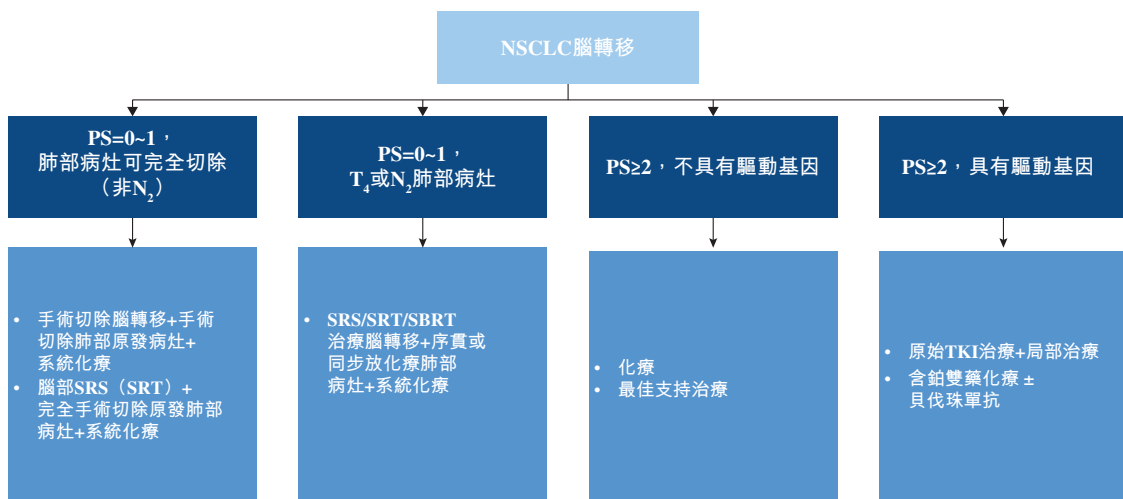 NSCLC腦轉移
PS=0~1，
肺部病灶可完全切除
（非N₂）
PS=0~1，
T₄或N₂肺部病灶
PS≥2，不具有驅動基因
PS≥2，具有驅動基因
• 手術切除腦轉移+手術
切除肺部原發病灶+
系統化療
• 腦部SRS（SRT）+
完全手術切除原發肺部
病灶+系統化療
• SRS/SRT/SBRT
治療腦轉移+序貫或
同步放化療肺部
病灶+系統化療
• 化療
• 最佳支持治療
• 原始TKI治療+局部治療
• 含鉑雙藥化療 ±
貝伐珠單抗